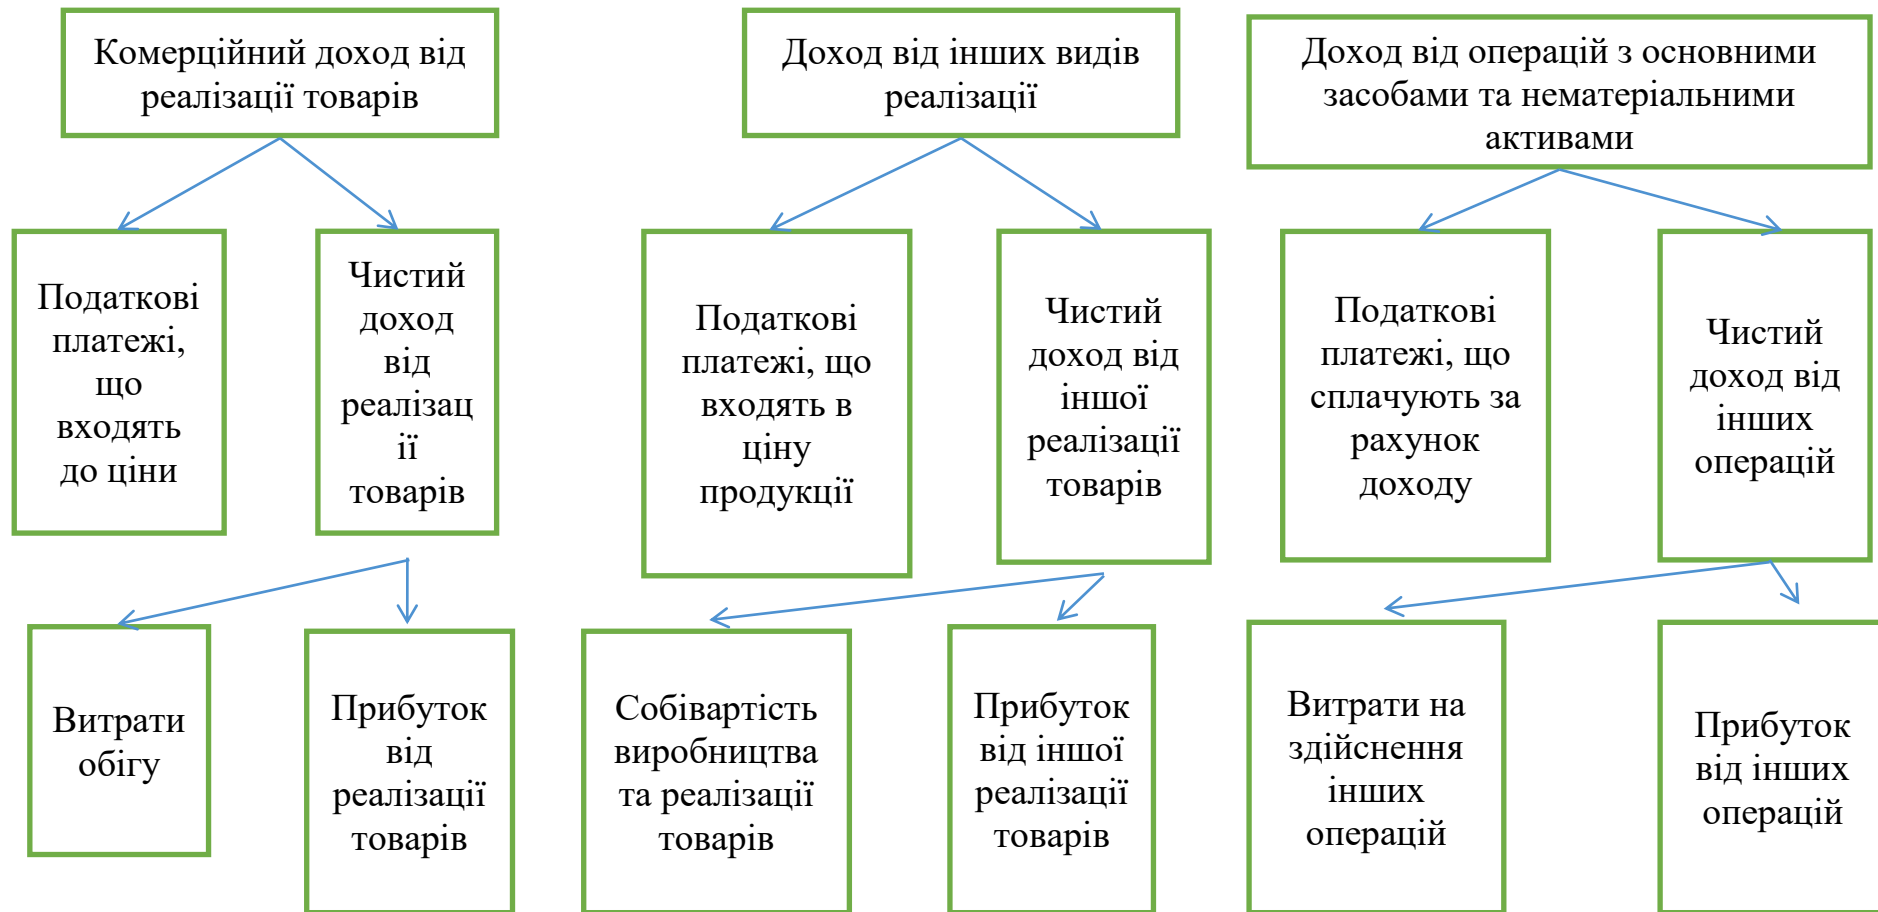 Комерційний доход від
реалізації товарів
Доход від інших видів
реалізації
Доход від операцій з основними
засобами та нематеріальними
активами
Податкові
платежі,
що
входять
до ціни
Чистий
доход
від
реалізац
ії
товарів
Податкові
платежі, що
входять в
ціну
продукції
Чистий
доход від
іншої
реалізації
товарів
Податкові
платежі, що
сплачують за
рахунок
доходу
Чистий
доход від
інших
операцій
Витрати
обігу
Прибуток
від
реалізації
товарів
Собівартість
виробництва
та реалізації
товарів
Прибуток
від іншої
реалізації
товарів
Витрати на
здійснення
інших
операцій
Прибуток
від інших
операцій